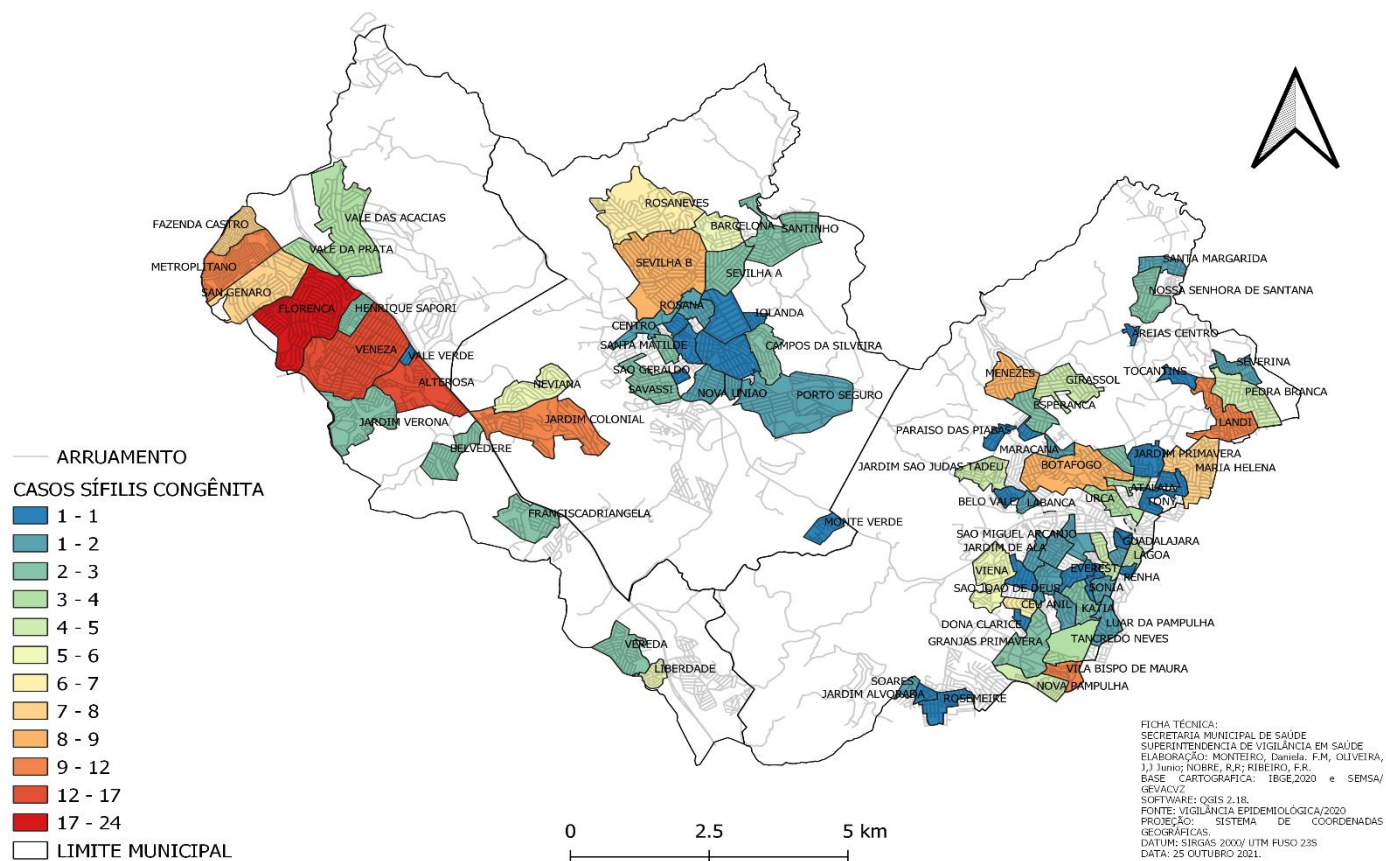 FAZENDA CASTRO
VALE DAS ACACIAS
VALE DA PRATA
METROPLITANO
SAN GENARO
FLORENCA
HENRIQUE SAPORI
VENEZA
VALE VERDE
ALTEROSA
JARDIM VERONA
BELVEDERE
NEVIANA
JARDIM COLONIAL
FRANCISCADRIANGELA
VEREDA
LIBERDADE
ROSANEVES
BARCELONA
SANTINHO
SEVILHA B
SEVILHA A
ROSANA
IOLANDA
CENTRO
SANTA MATILDE
CAMPOS DA SILVEIRA
SAO GERALDO
SAVASSI
NOVA UNIAO
PORTO SEGURO
MONTE VERDE
SANTA MARGARIDA
NOSSA SENHORA DE SANTANA
AREIAS CENTRO
SEVERINA
TOCANTINS
MENEZES
GIRASSOL
PEDRA BRANCA
ESPERANCA
LANDI
PARAISO DAS PIABAS
MARACANA
JARDIM PRIMAVERA
JARDIM SAO JUDAS TADEU
BOTAFOGO
MARIA HELENA
ATALAIA
BELO VALE
LABANCA
URCA
TONY
SAO MIGUEL ARCANJO
GUADALAJARA
JARDIM DE ALA
LAGOA
VIENA
EVEREST
RENHA
SAO JOAO DE DEUS
SONIA
CEU ANIL
KATIA
DONA CLARICE
LUAR DA PAMPULHA
GRANJAS PRIMAVERA
TANCREDO NEVES
VILA BISPO DE MAURA
NOVA PAMPULHA
SOARES
JARDIM ALVORADA
ROSEMEIRE
ARRUAMENTO
CASOS SÍFILIS CONGÊNITA
1 - 1
1 - 2
2 - 3
3 - 4
4 - 5
5 - 6
6 - 7
7 - 8
8 - 9
9 - 12
12 - 17
17 - 24
LIMITE MUNICIPAL
0 2.5 5 km
FICHA TÉCNICA:
SECRETARIA MUNICIPAL DE SAÚDE
SUPERINTENDENCIA DE VIGILÂNCIA EM SAÚDE
ELABORAÇÃO: MONTEIRO, Daniela. F.M, OLIVEIRA,
J,J Junio; NOBRE, R,R; RIBEIRO, F.R.
BASE CARTOGRAFICA: IBGE,2020 e SEMSA/
GEVACVZ
SOFTWARE: QGIS 2.18.
FONTE: VIGILÂNCIA EPIDEMIOLÓGICA/2020
PROJEÇÃO: SISTEMA DE COORDENADAS
GEOGRÁFICAS.
DATUM: SIRGAS 2000/ UTM FUSO 23S
DATA: 25 OUTUBRO 2021.